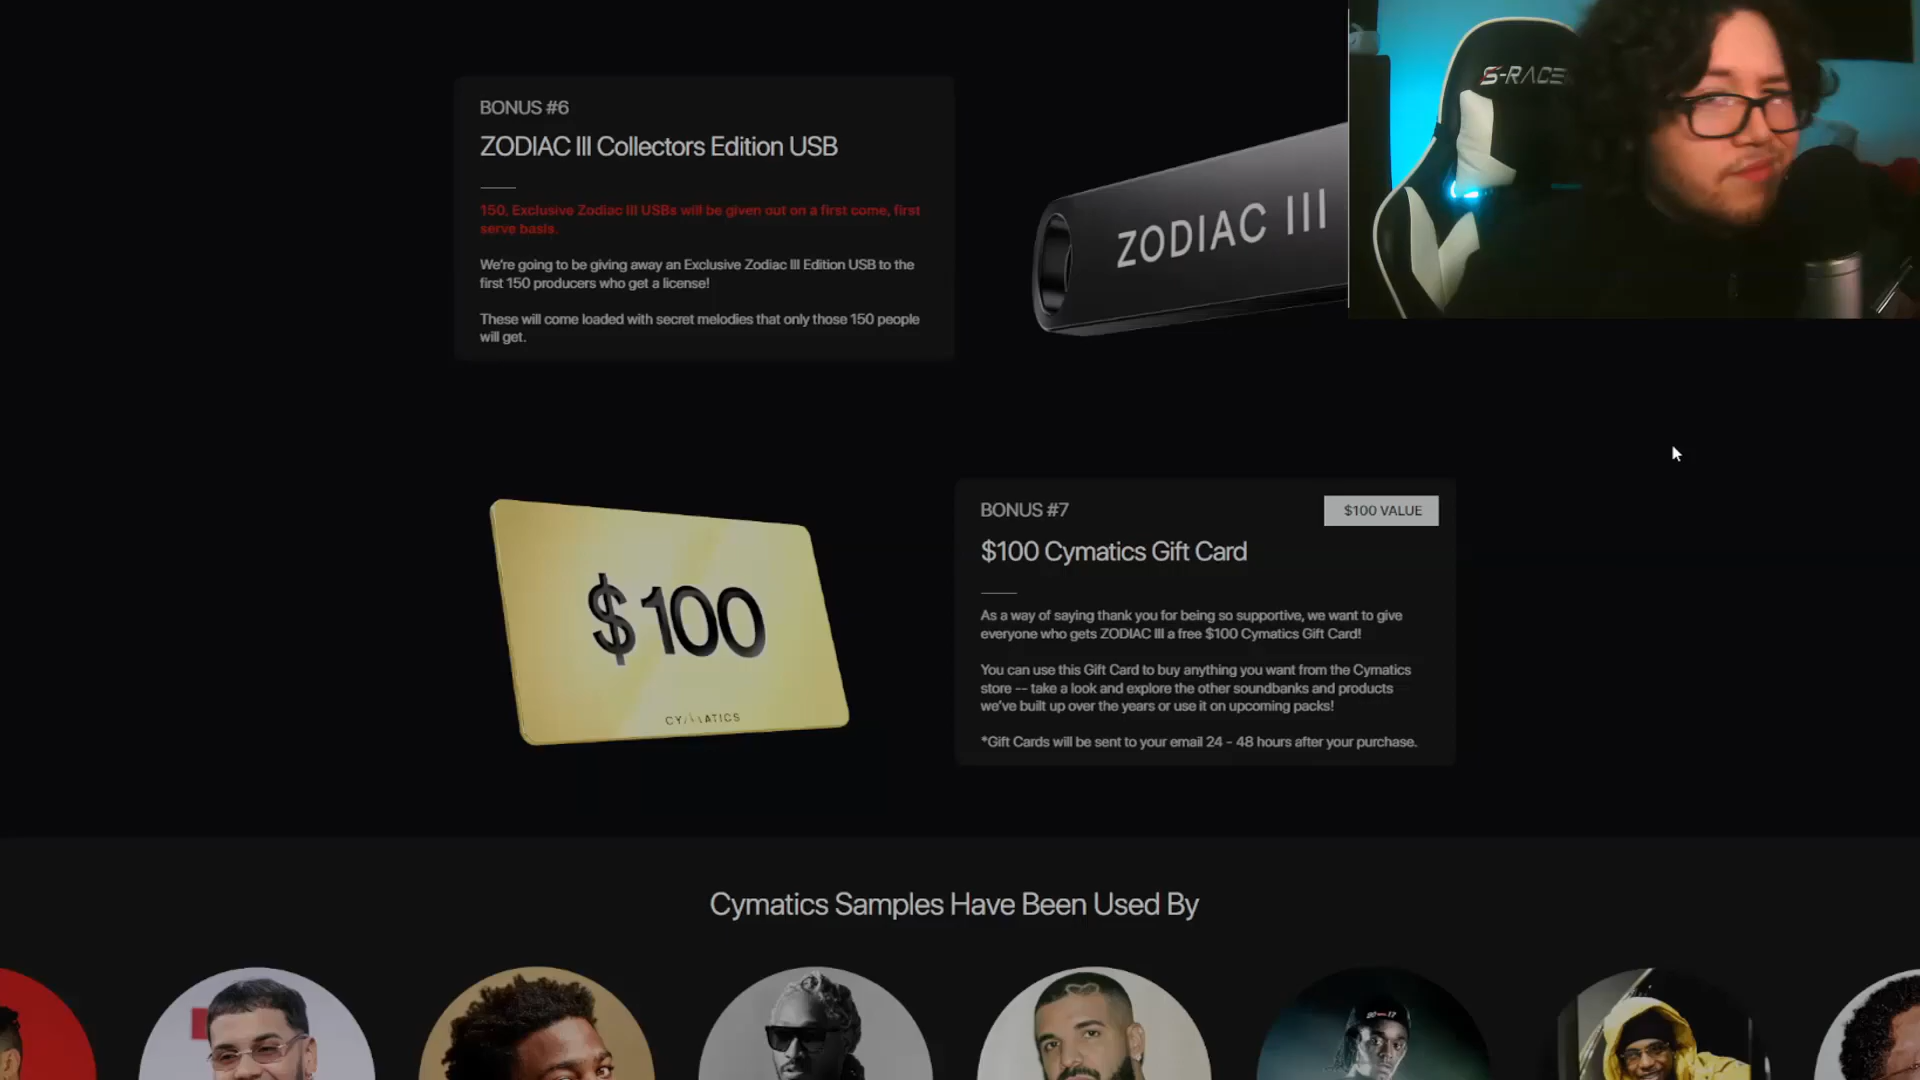 S-RACE
BONUS #6
ZODIAC III Collectors Edition USB
150, Exclusive Zodiac III USBs will be given out on a first come, first
serve basis.
We're going to be giving away an Exclusive Zodiac III Edition USB to the
first 150 producers who get a license!
These will come loaded with secret melodies that only those 150 people
will get.
ZODIAC III
$100
CYMATICS
BONUS #7
$100 VALUE
$100 Cymatics Gift Card
As a way of saying thank you for being so supportive, we want to give
everyone who gets ZODIAC III a free $100 Cymatics Gift Card!
You can use this Gift Card to buy anything you want from the Cymatics
store -- take a look and explore the other soundbanks and products
we've built up over the years or use it on upcoming packs!
*Gift Cards will be sent to your email 24 - 48 hours after your purchase.
Cymatics Samples Have Been Used By